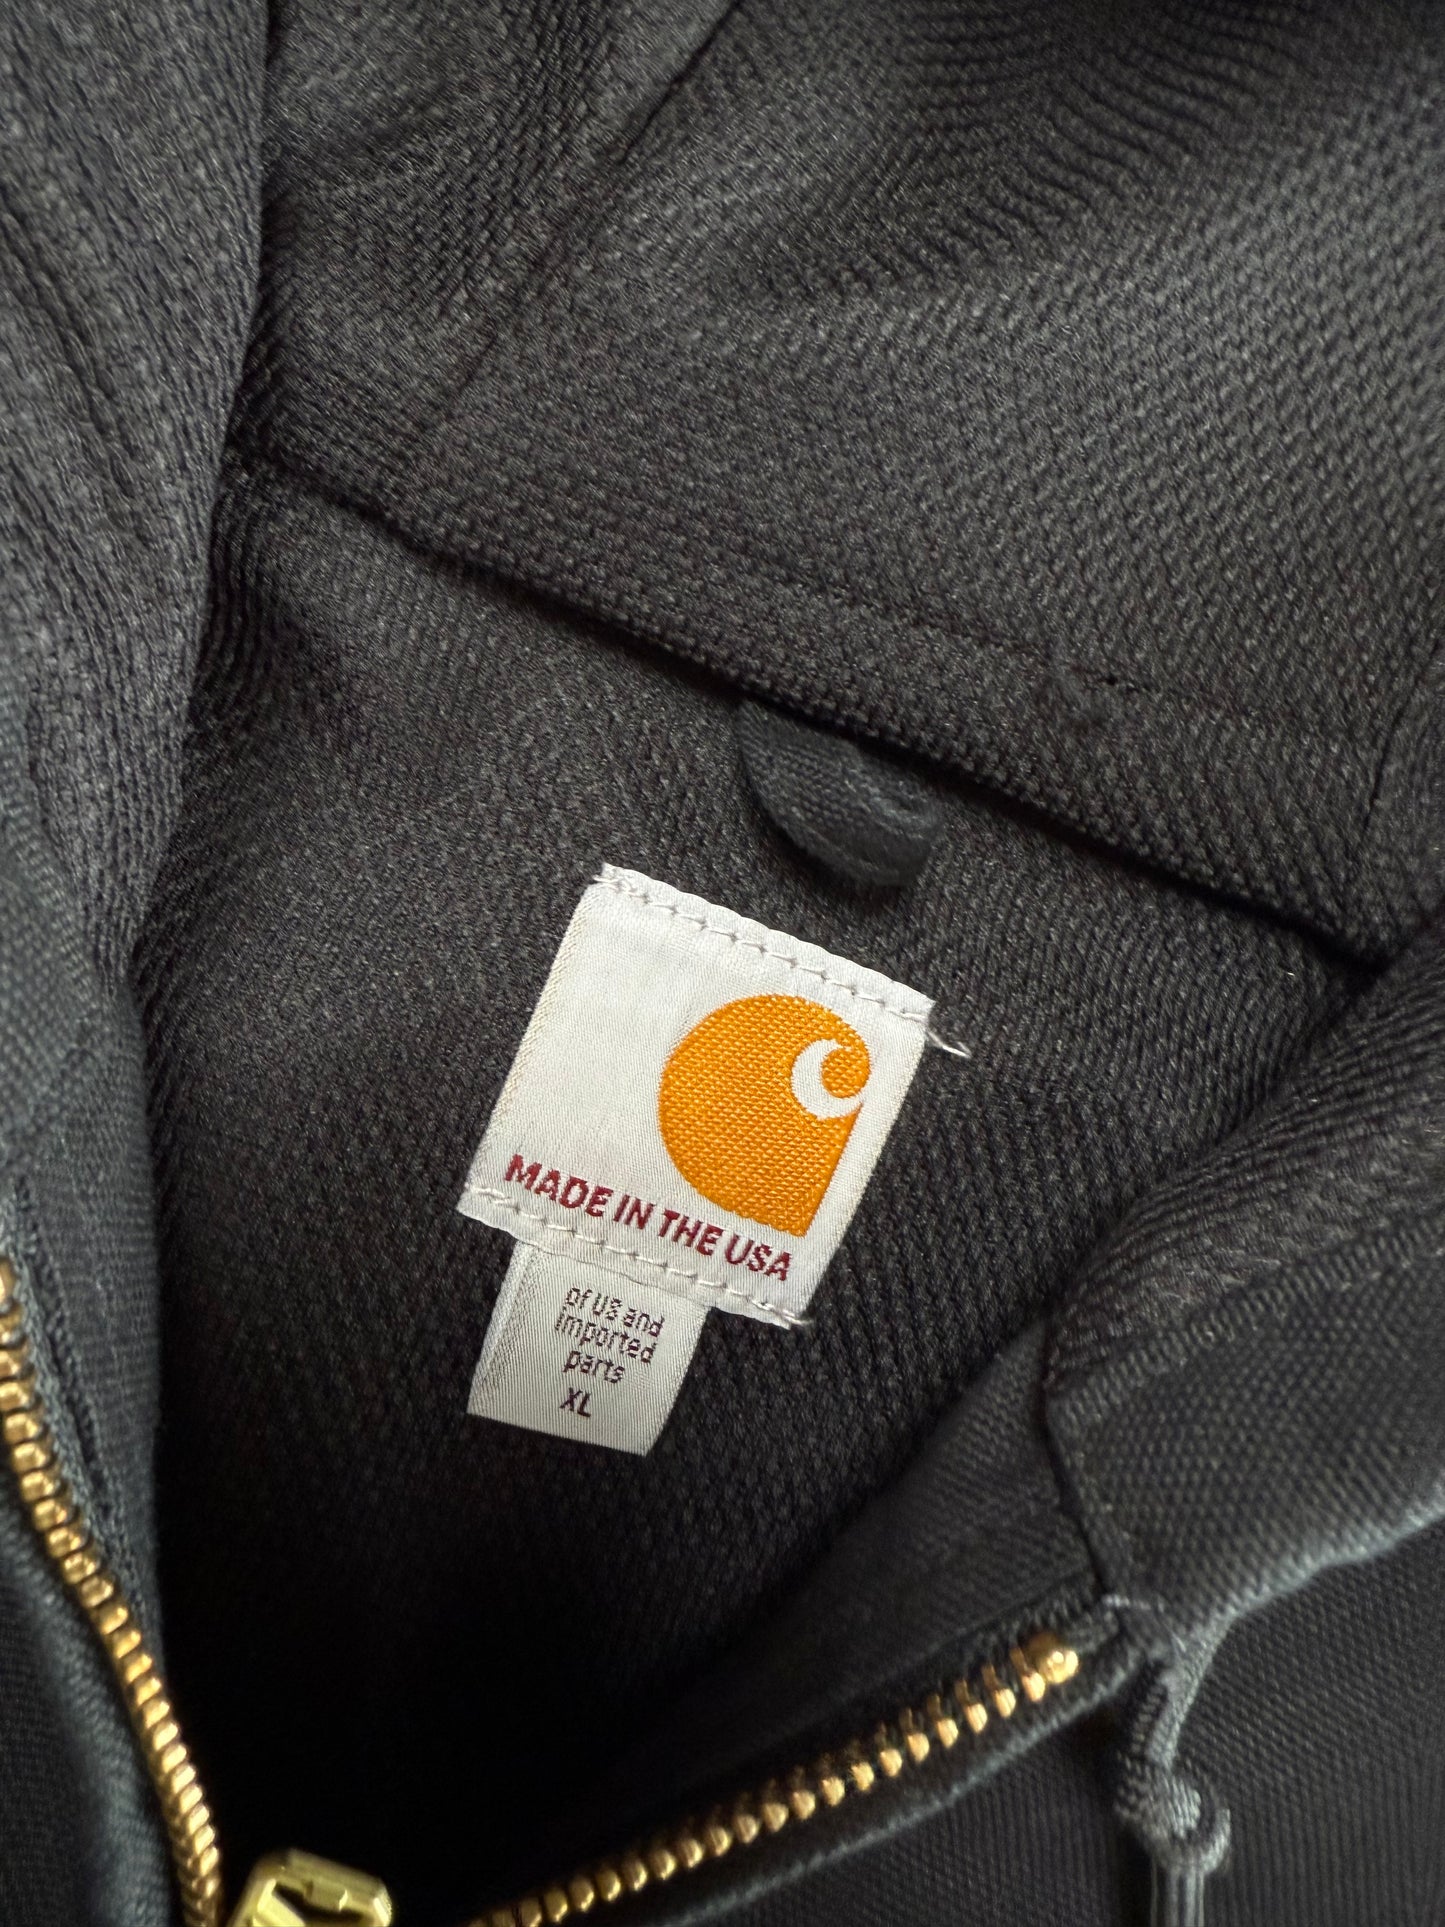 MADE IN THE USA
of US and
imported
parts
XL